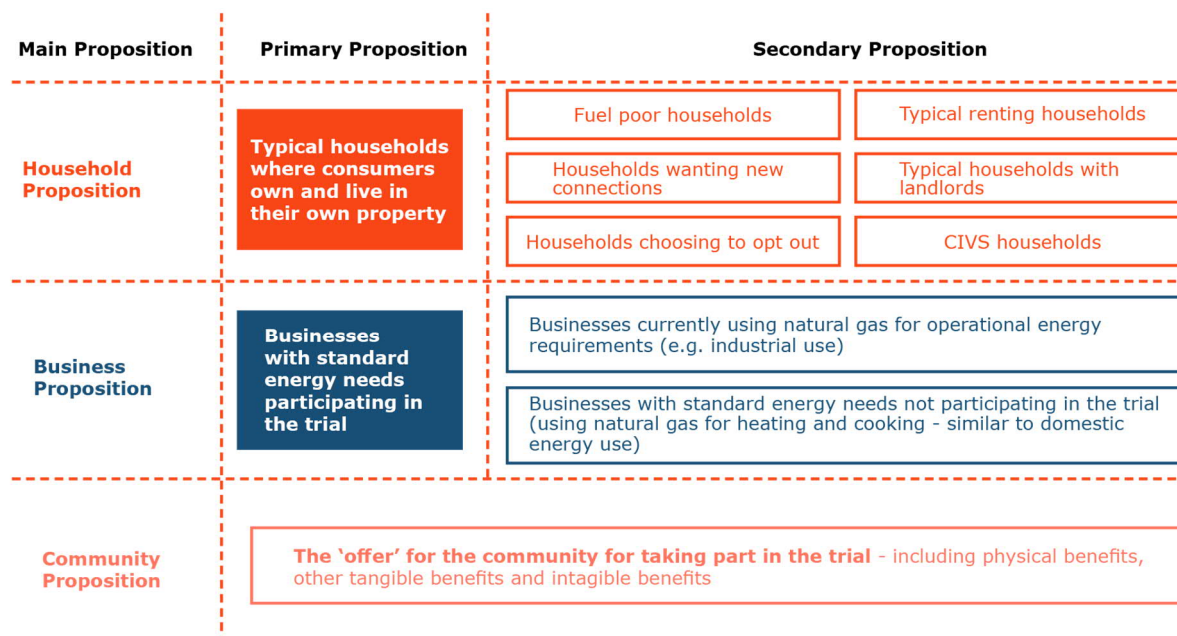 Main Proposition
Primary Proposition
Secondary Proposition
Household
Proposition
Typical households
where consumers
own and live in
their own property
Fuel poor households
Typical renting households
Households wanting new
connections
Typical households with
landlords
Households choosing to opt out
CIVS households
Business
Proposition
Businesses
with standard
energy needs
participating in
the trial
Businesses currently using natural gas for operational energy
requirements (e.g. industrial use)
Businesses with standard energy needs not participating in the trial
(using natural gas for heating and cooking - similar to domestic
energy use)
Community
Proposition
The ‘offer’ for the community for taking part in the trial - including physical benefits,
other tangible benefits and intagible benefits